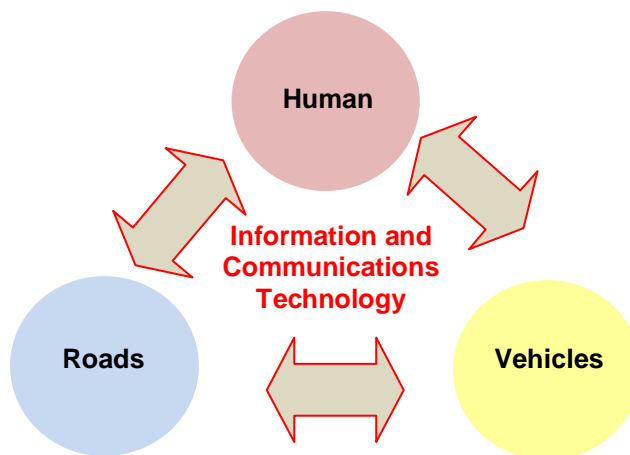 Human
Information and
Communications
Technology
Roads
Vehicles